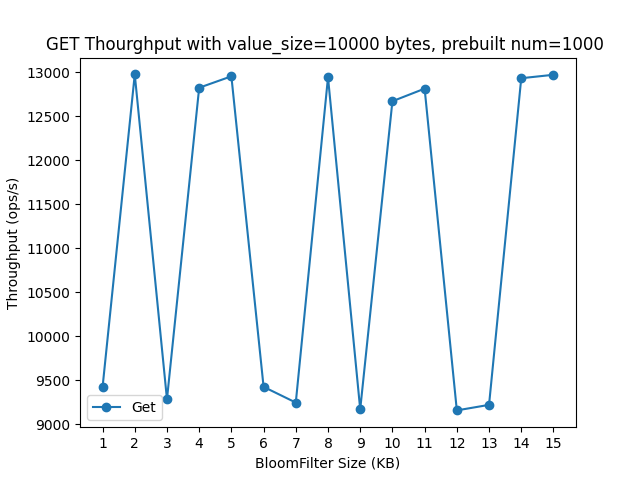 GET Thourghput with value_size=10000 bytes, prebuilt num=1000
13000
12500
12000
11500
11000
10500
10000
9500
9000
Throughput (ops/s)
Get
1 2 3 4 5 6 7 8 9 10 11 12 13 14 15
BloomFilter Size (KB)